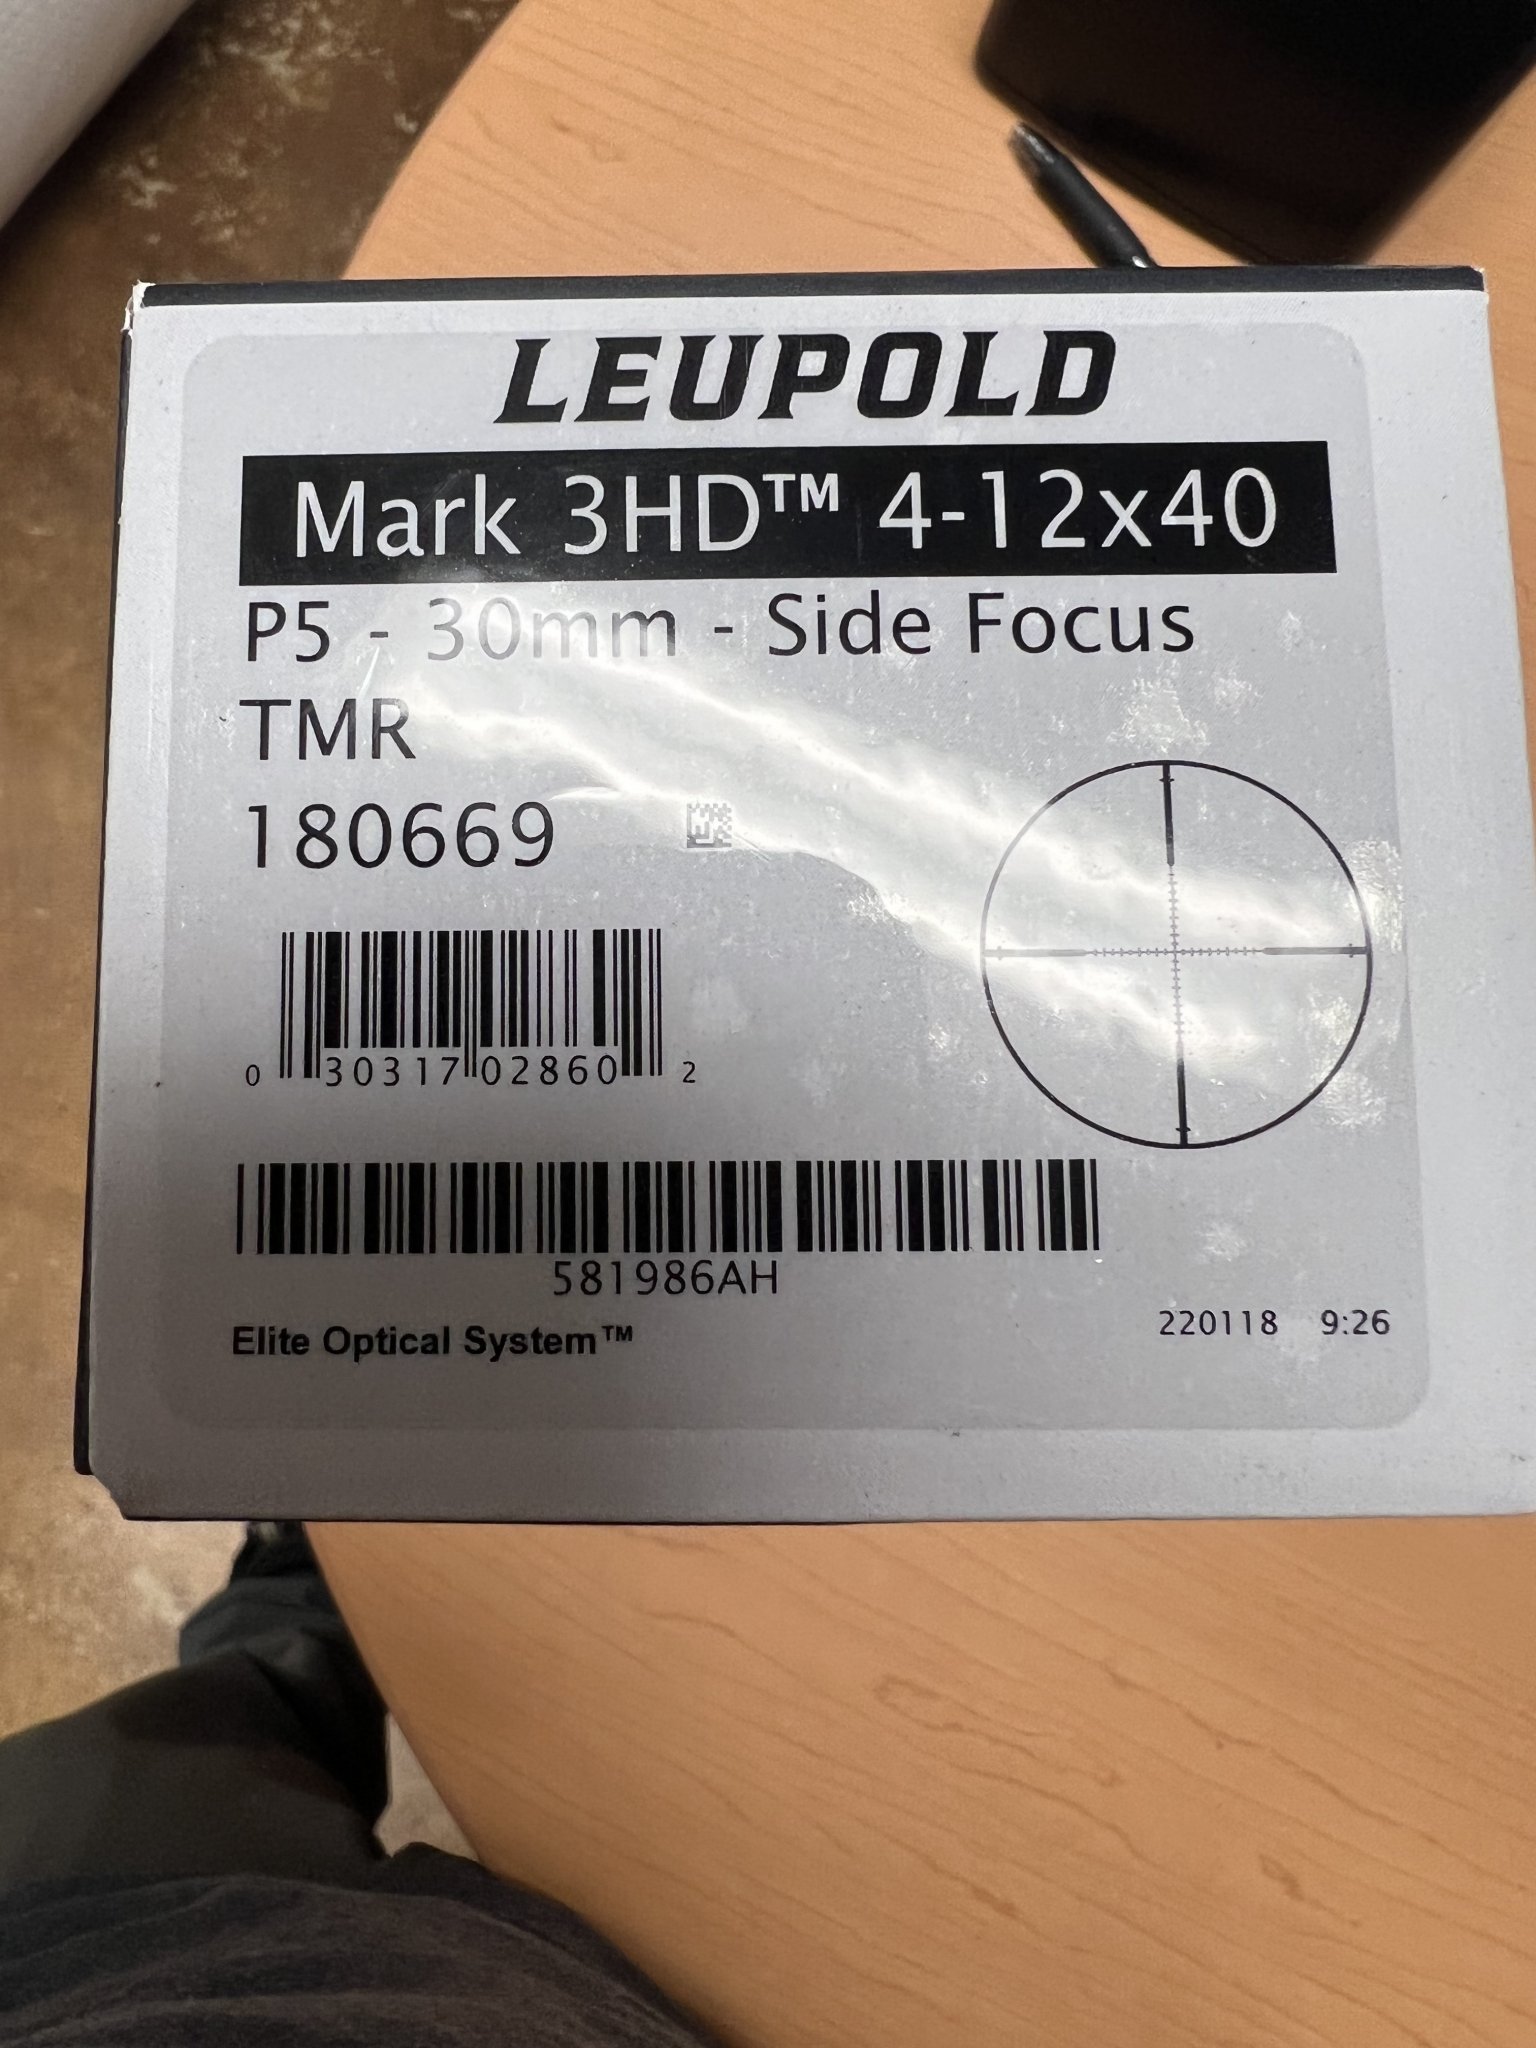 LEUPOLD
Mark 3HD™ 4-12x40
P5 - 30mm - Side Focus
TMR
180669
0 30317 02860 2
581986AH
Elite Optical System™
220118 9:26